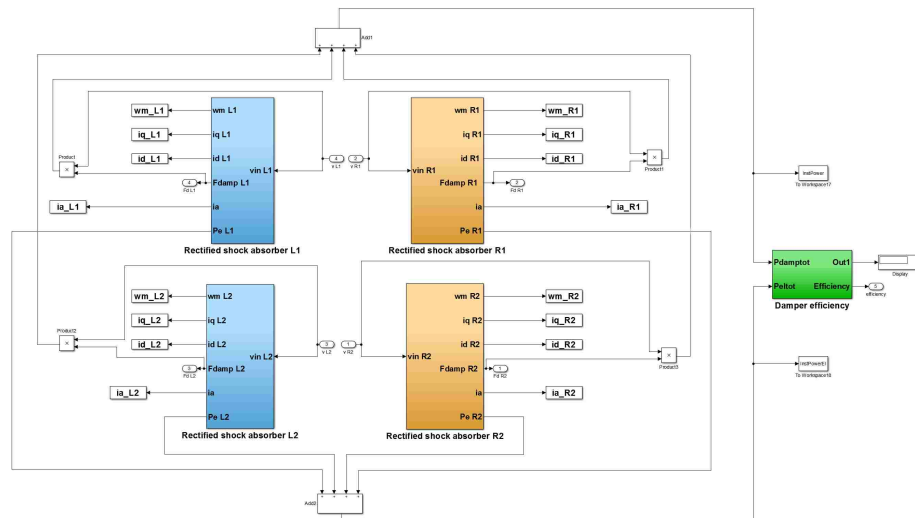 Add1
+ + + +
wm_L1
wm L1
wm R1
wm_R1
iq_L1
iq L1
iq R1
iq_R1
Product
id_L1
id L1
4
v L1
2
v R1
id R1
id_R1
×
Product1
×
vin L1
vin R1
4
Fd L1
Fdamp L1
Fdamp R1
3
Fd R1
InstPower
To Workspace17
ia_L1
ia
ia
ia_R1
Pe L1
Pe R1
Rectified shock absorber L1
Rectified shock absorber R1
Pdamptot
Out1
Display
Peltot
Efficiency
5
efficiency
Damper efficiency
wm_L2
wm L2
wm R2
wm_R2
iq_L2
iq L2
iq R2
iq_R2
Product2
×
id_L2
id L2
3
v L2
1
v R2
id R2
id_R2
×
Product3
vin L2
vin R2
Fd L2
Fdamp L2
Fdamp R2
1
Fd R2
InstPowerEl
To Workspace18
ia_L2
ia
ia
ia_R2
Pe L2
Pe R2
Rectified shock absorber L2
Rectified shock absorber R2
Add2
+ + + +